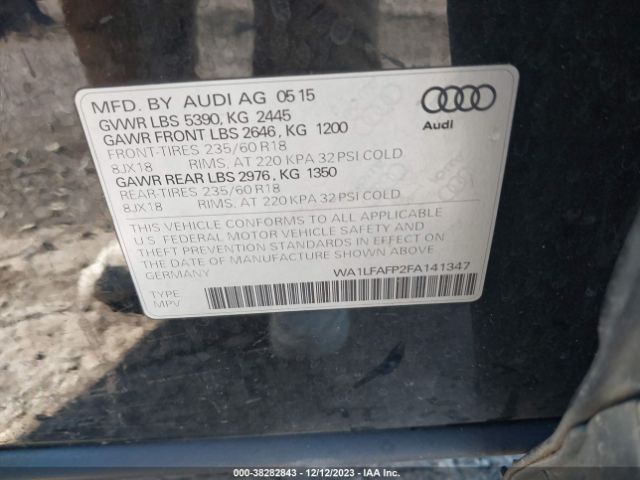 MFD. BY AUDI AG 05 15
GVWR LBS 5390, KG 2445
GAWR FRONT LBS 2646, KG 1200
FRONT-TIRES 235/60 R18
8JX18 RIMS, AT 220 KPA 32 PSI COLD
GAWR REAR LBS 2976, KG 1350
REAR-TIRES 235/60 R18
8JX18 RIMS, AT 220 KPA 32 PSI COLD
THIS VEHICLE CONFORMS TO ALL APPLICABLE
U.S. FEDERAL MOTOR VEHICLE SAFETY AND
THEFT PREVENTION STANDARDS IN EFFECT ON
THE DATE OF MANUFACTURE SHOWN ABOVE.
GERMANY
WA1LFAFP2FA141347
TYPE
MPV
Audi
000-38282843 - 12/12/2023 - IAA Inc.